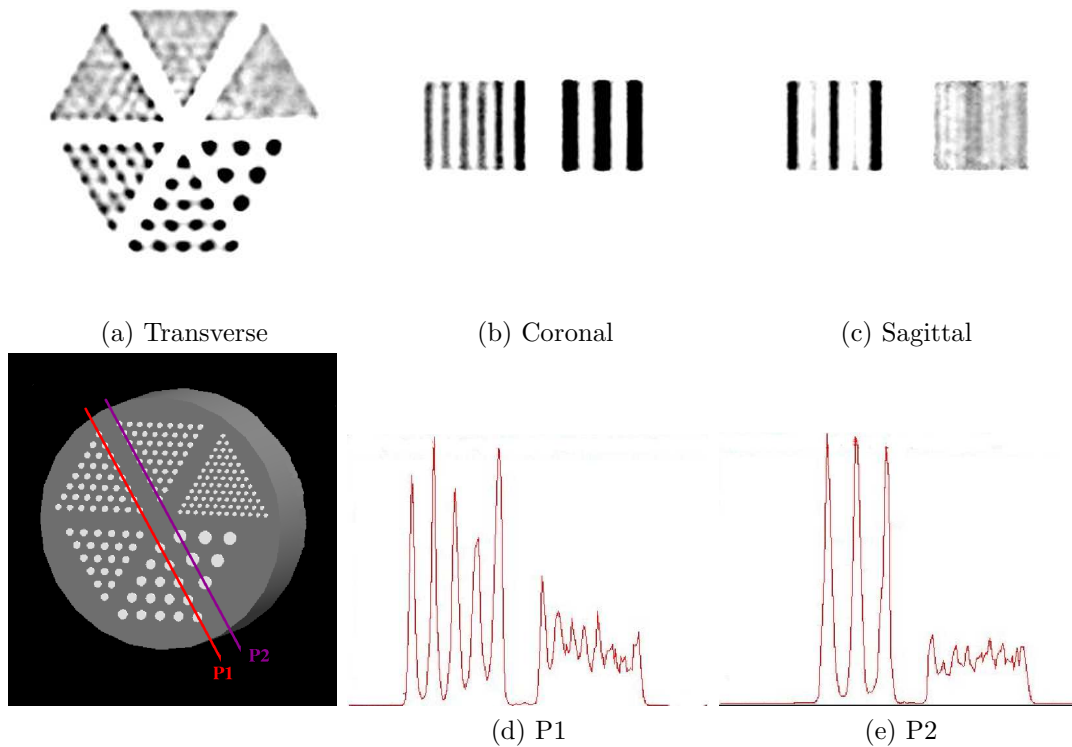 (a) Transverse
(b) Coronal
(c) Sagittal
P1
P2
(d) P1
(e) P2